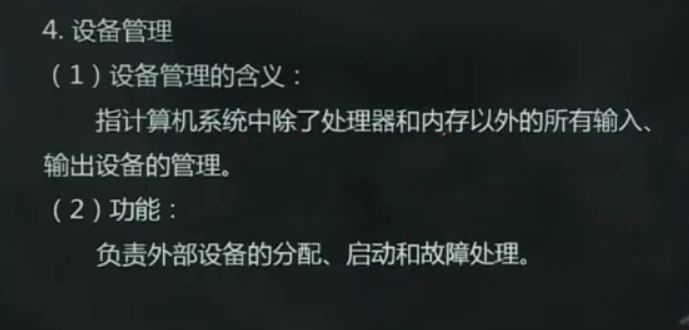 4. 设备管理
（1）设备管理的含义：
指计算机系统中除了处理器和内存以外的所有输入、
输出设备的管理。
（2）功能：
负责外部设备的分配、启动和故障处理。